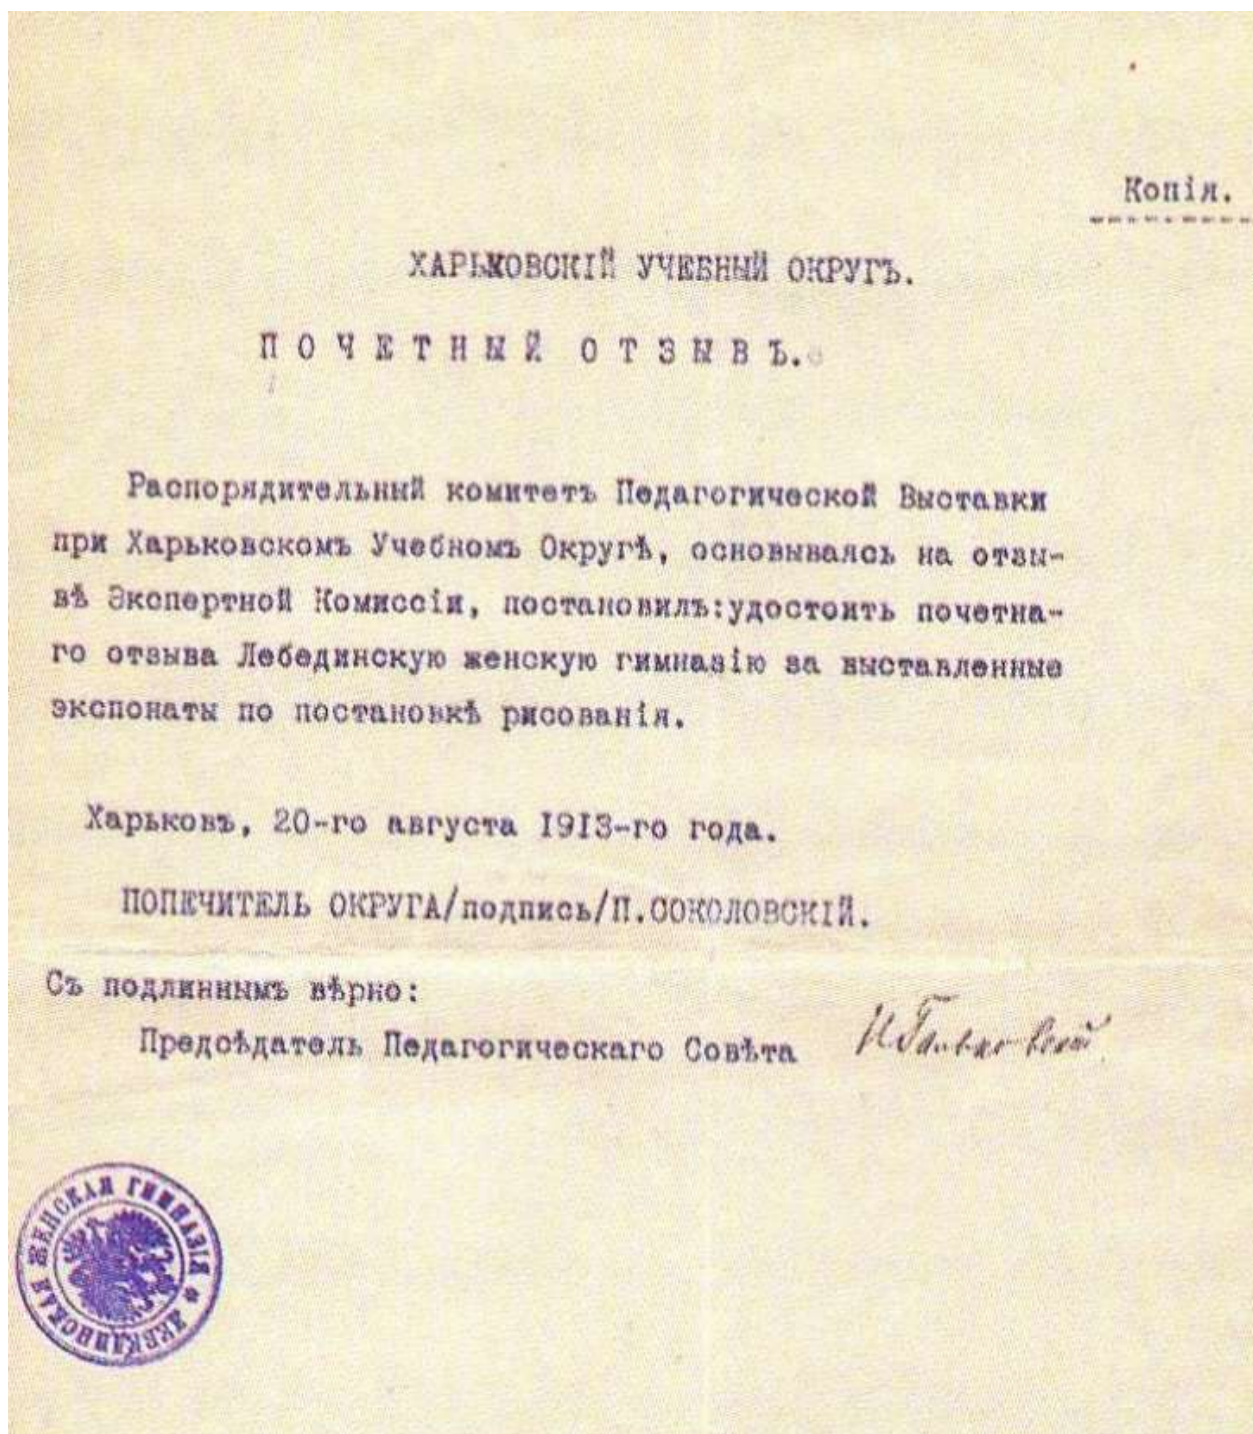 Копія.
ХАРЬКОВСКІЙ УЧЕБНЫЙ ОКРУГЪ.
ПОЧЕТНЫЙ ОТЗЫВЪ.
Распорядительный комитетъ Педагогической Выставки
при Харьковскомъ Учебномъ Округѣ, основываясь на отзы-
вѣ Экспертной Комиссіи, постановилъ:удостоить почетна-
го отзыва Лебединскую женскую гимназію за выставленные
экспонаты по постановкѣ рисованія.
Харьковъ, 20-го августа 1913-го года.
ПОПЕЧИТЕЛЬ ОКРУГА/подпись/П.СОКОЛОВСКІЙ.
Съ подлиннымъ вѣрно:
Предсѣдатель Педагогическаго Совѣта
ЛЕБЕДИНСКАЯ ЖЕНСКАЯ ГИМНАЗІЯ